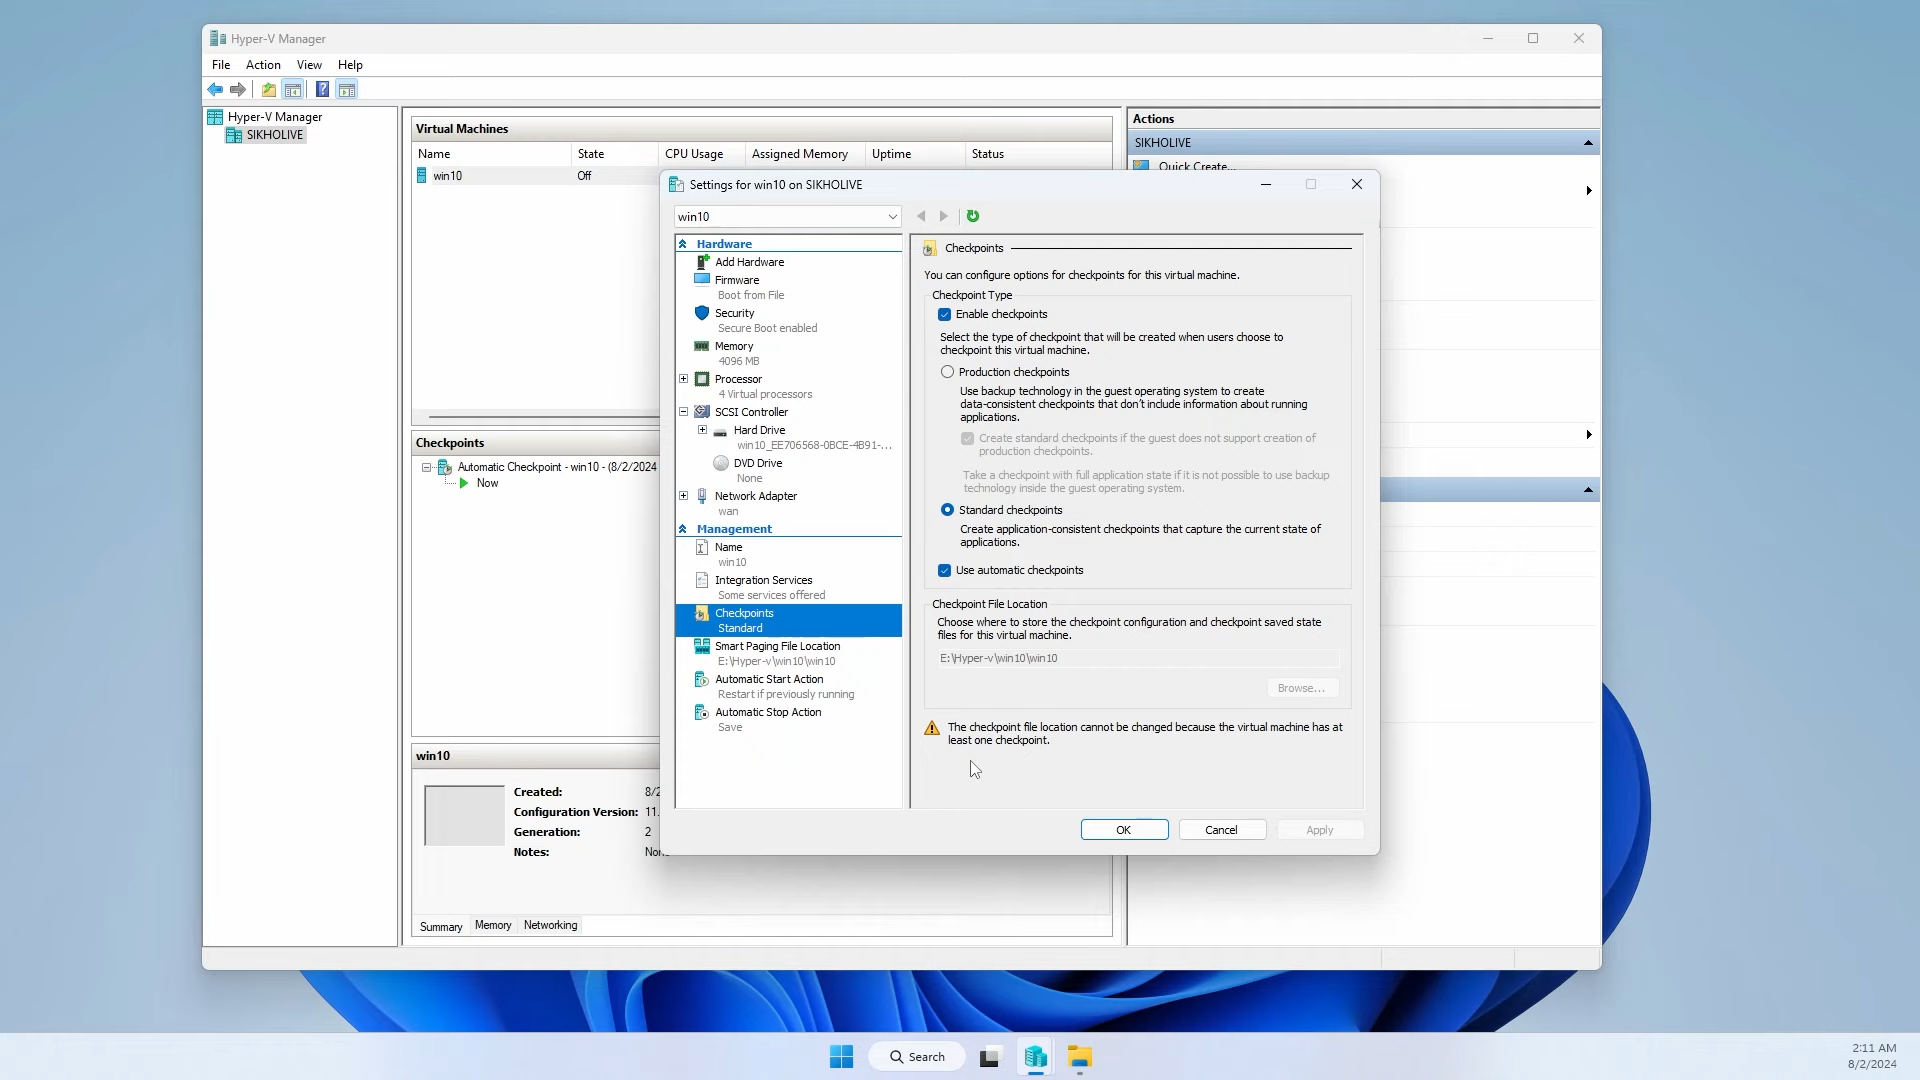 Hyper-V Manager
File Action View Help
Hyper-V Manager
SIKHOLIVE
Virtual Machines
Name State CPU Usage Assigned Memory Uptime Status
win10 Off
Checkpoints
Automatic Checkpoint - win10 - (8/2/2024
Now
win10
Created: 8/2
Configuration Version: 11.
Generation: 2
Notes:
Summary Memory Networking
Actions
SIKHOLIVE
Quick Create...
Settings for win10 on SIKHOLIVE
win10
Hardware
Add Hardware
Firmware
Boot from File
Security
Secure Boot enabled
Memory
4096 MB
Processor
4 Virtual processors
SCSI Controller
Hard Drive
win10_EE706568-0BCE-4B91-...
DVD Drive
None
Network Adapter
wan
Management
Name
win10
Integration Services
Some services offered
Checkpoints
Standard
Smart Paging File Location
E:\Hyper-v\win10\win10
Automatic Start Action
Restart if previously running
Automatic Stop Action
Save
Checkpoints
You can configure options for checkpoints for this virtual machine.
Checkpoint Type
Enable checkpoints
Select the type of checkpoint that will be created when users choose to
checkpoint this virtual machine.
Production checkpoints
Use backup technology in the guest operating system to create
data-consistent checkpoints that don't include information about running
applications.
Create standard checkpoints if the guest does not support creation of
production checkpoints.
Take a checkpoint with full application state if it is not possible to use backup
technology inside the guest operating system.
Standard checkpoints
Create application-consistent checkpoints that capture the current state of
applications.
Use automatic checkpoints
Checkpoint File Location
Choose where to store the checkpoint configuration and checkpoint saved state
files for this virtual machine.
E:\Hyper-v\win10\win10
Browse...
The checkpoint file location cannot be changed because the virtual machine has at
least one checkpoint.
OK Cancel Apply
Search
2:11 AM
8/2/2024